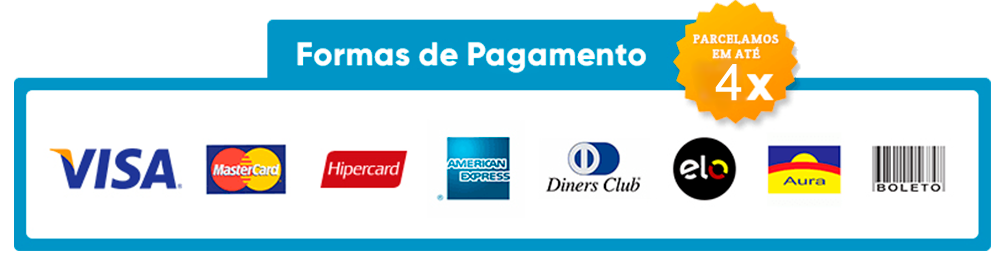 Formas de Pagamento
PARCELAMOS
EM ATÉ
4x
VISA
MasterCard
Hipercard
AMERICAN
EXPRESS
®
Diners Club
elo
Aura
BOLETO